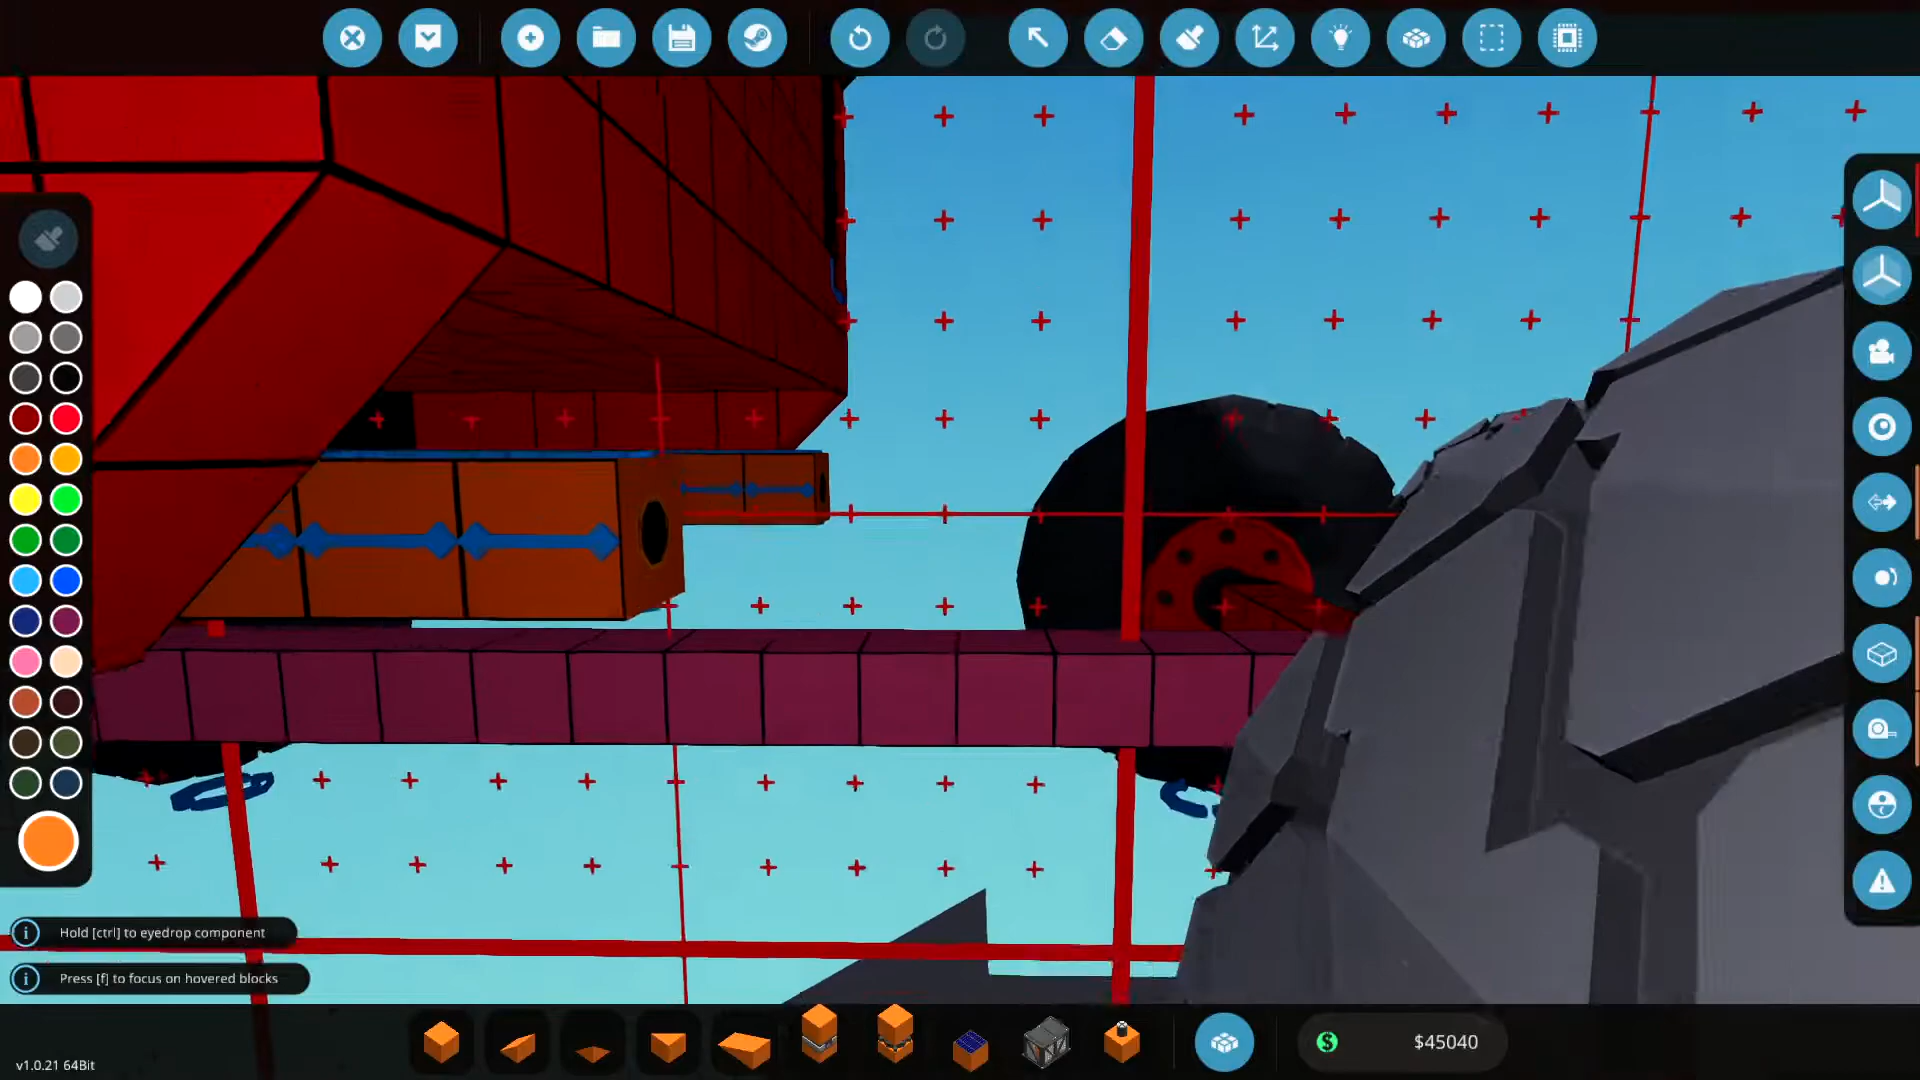 Hold [ctrl] to eyedrop component
Press [f] to focus on hovered blocks
$ $45040
v1.0.21 64Bit